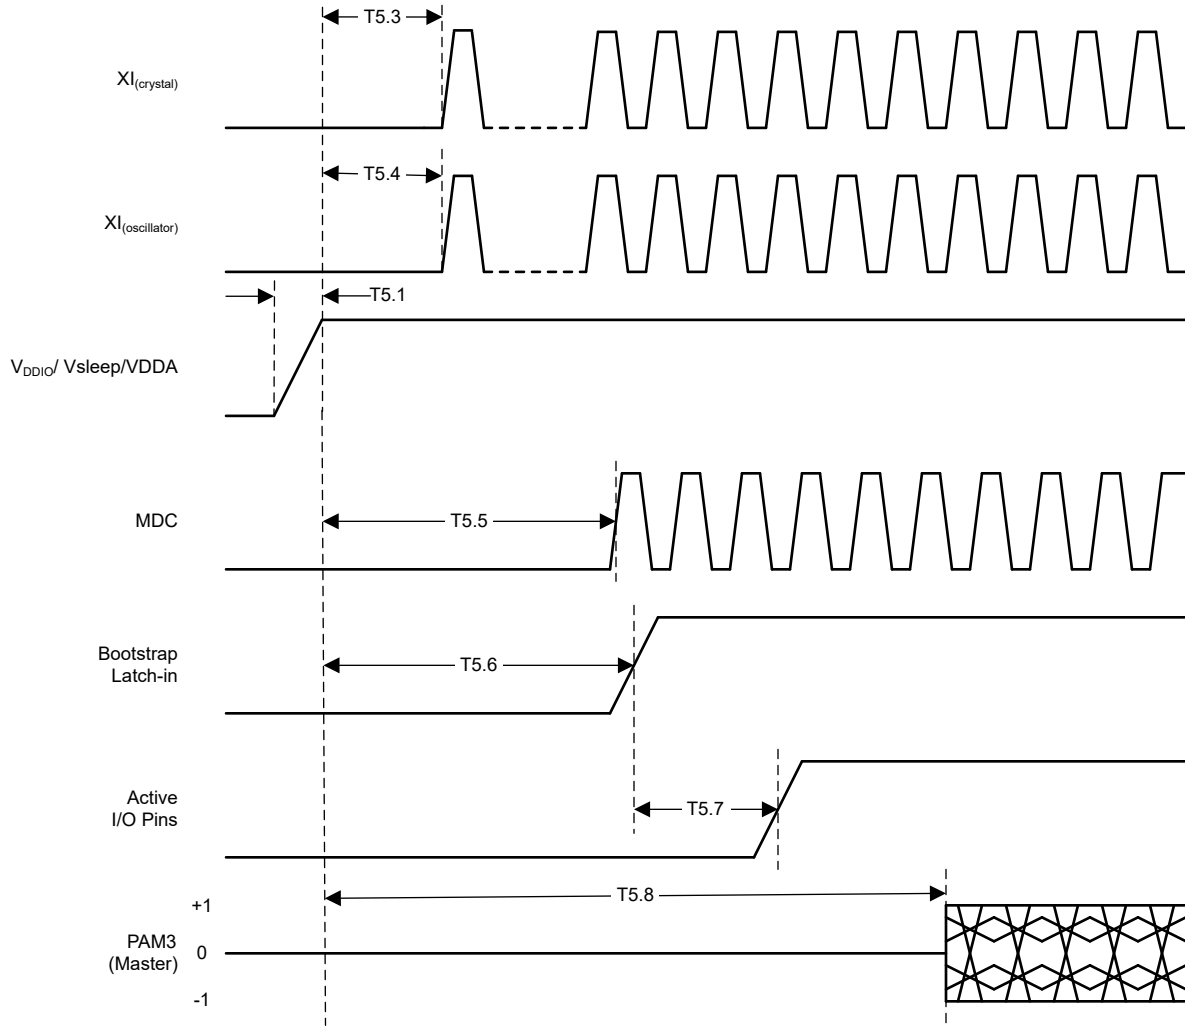 T5.3
XI(crystal)
T5.4
XI(oscillator)
T5.1
VDDIO/ Vsleep/VDDA
MDC
T5.5
Bootstrap
Latch-in
T5.6
Active
I/O Pins
T5.7
T5.8
+1
PAM3
(Master)
0
-1